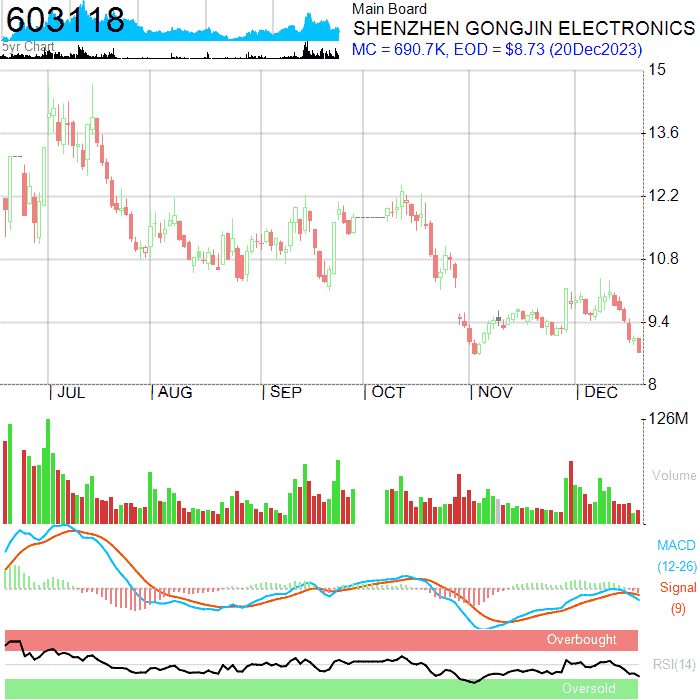 603118
5yr Chart
Main Board
SHENZHEN GONGJIN ELECTRONICS
MC = 690.7K, EOD = $8.73 (20Dec2023)
15
13.6
12.2
10.8
9.4
8
JUL AUG SEP OCT NOV DEC
126M
Volume
MACD
(12-26)
Signal
(9)
Overbought
RSI(14)
Oversold